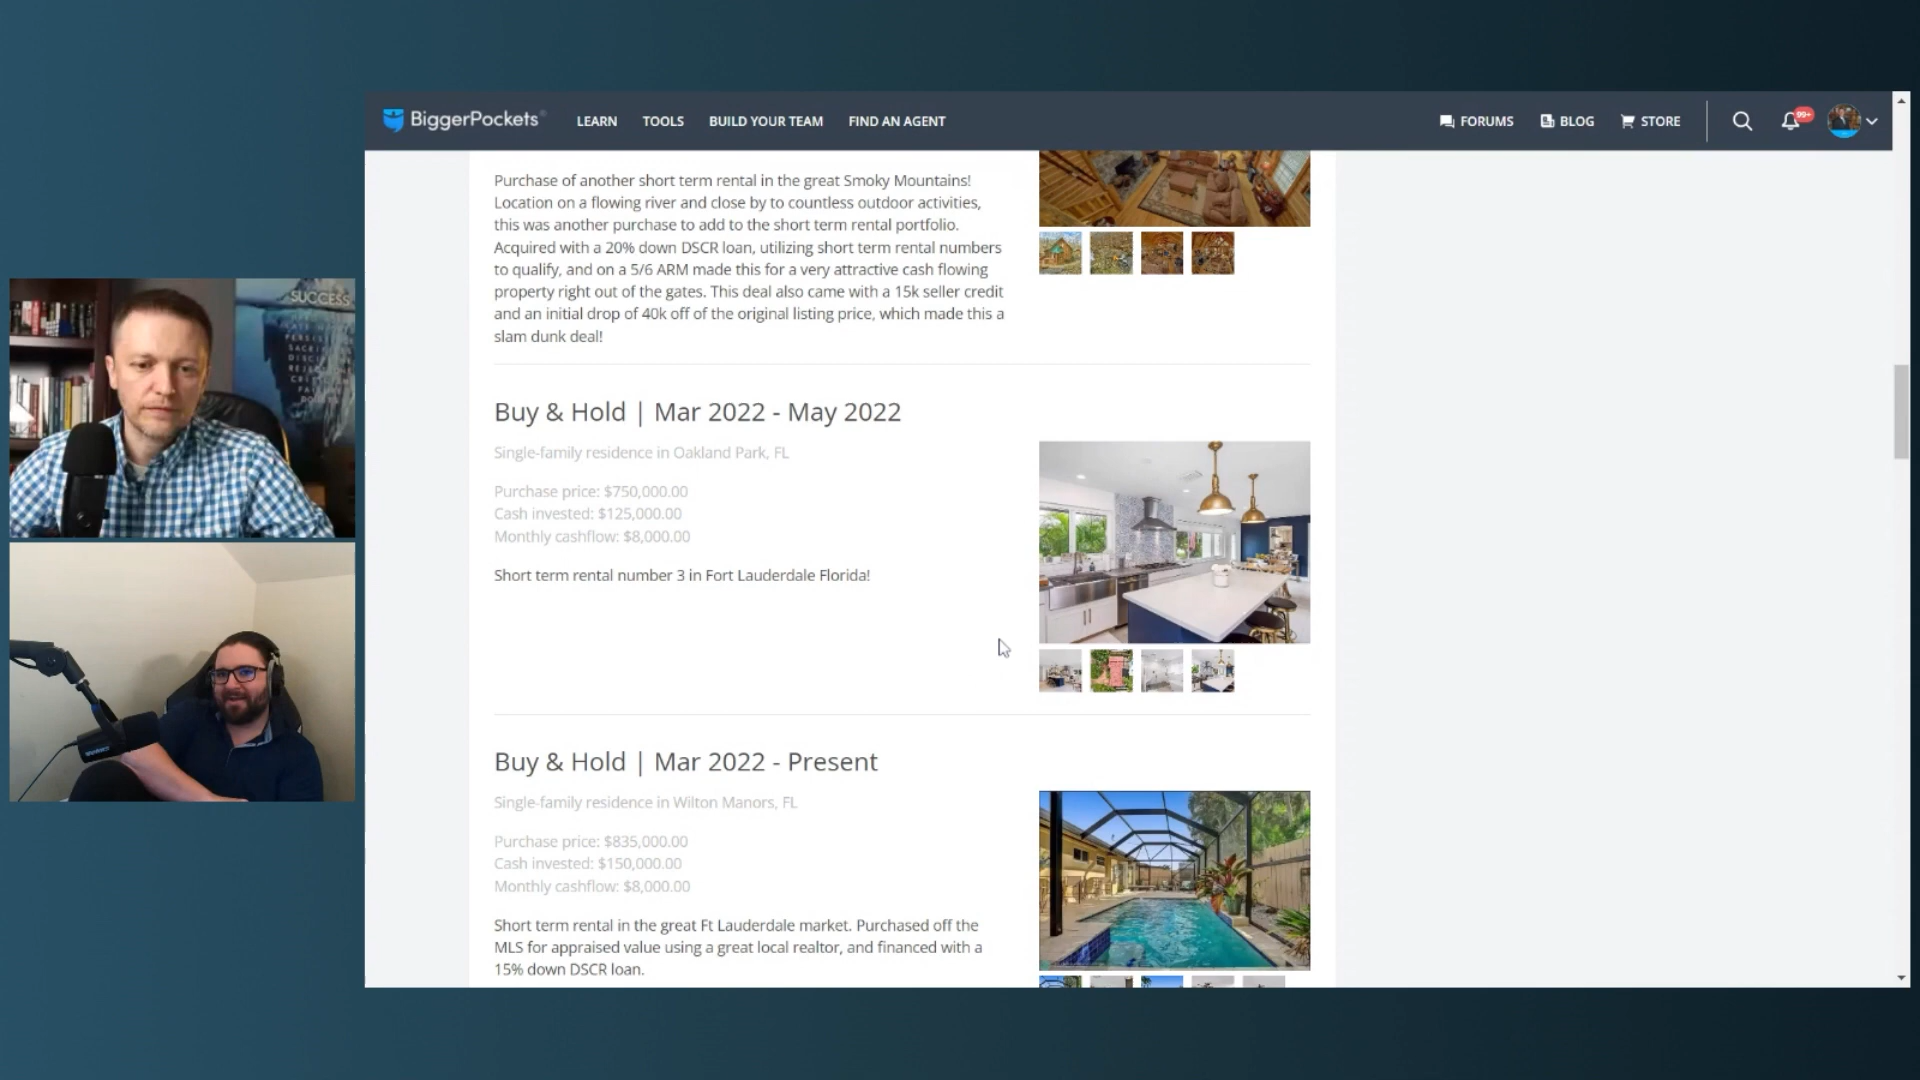 BiggerPockets
LEARN
TOOLS
BUILD YOUR TEAM
FIND AN AGENT
FORUMS
BLOG
STORE
99+
Purchase of another short term rental in the great Smoky Mountains!
Location on a flowing river and close by to countless outdoor activities,
this was another purchase to add to the short term rental portfolio.
Acquired with a 20% down DSCR loan, utilizing short term rental numbers
to qualify, and on a 5/6 ARM made this for a very attractive cash flowing
property right out of the gates. This deal also came with a 15k seller credit
and an initial drop of 40k off of the original listing price, which made this a
slam dunk deal!
SUCCESS
Buy & Hold | Mar 2022 - May 2022
Single-family residence in Oakland Park, FL
Purchase price: $750,000.00
Cash invested: $125,000.00
Monthly cashflow: $8,000.00
Short term rental number 3 in Fort Lauderdale Florida!
Buy & Hold | Mar 2022 - Present
Single-family residence in Wilton Manors, FL
Purchase price: $835,000.00
Cash invested: $150,000.00
Monthly cashflow: $8,000.00
Short term rental in the great Ft Lauderdale market. Purchased off the
MLS for appraised value using a great local realtor, and financed with a
15% down DSCR loan.